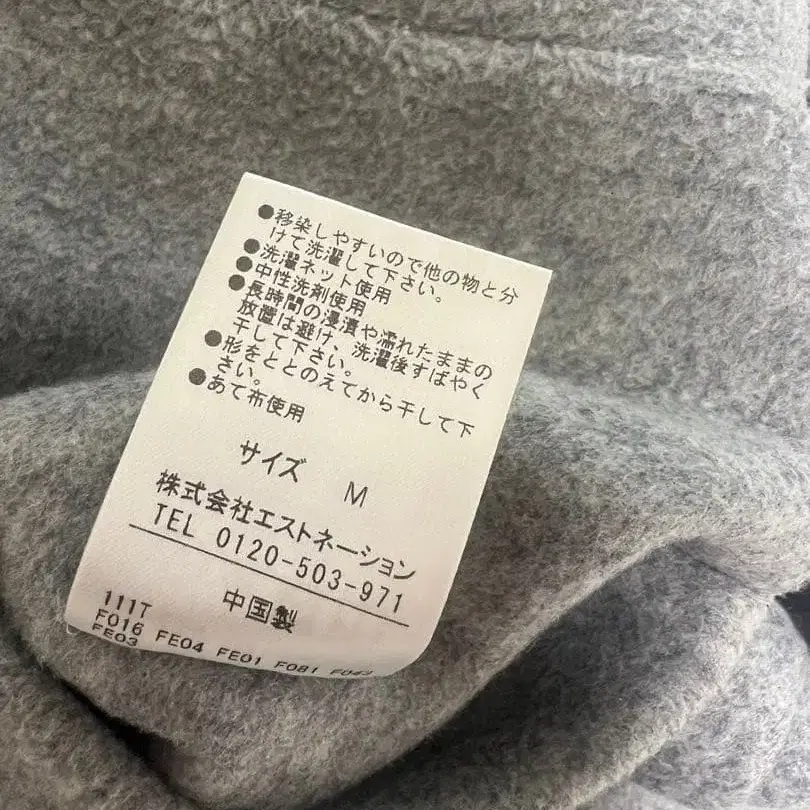 ●移染しやすいので他の物と分
けて洗濯して下さい。
●洗濯ネット使用
●中性洗剤使用
●長時間の浸漬や濡れたままの
放置は避け、洗濯後すばやく
干して下さい。
●形をととのえてから干して下
さい。
●あて布使用
サイズ M
株式会社エストネーション
TEL 0120-503-971
中国製
111T
F016 FE04 FE01 F081 F043
FE03